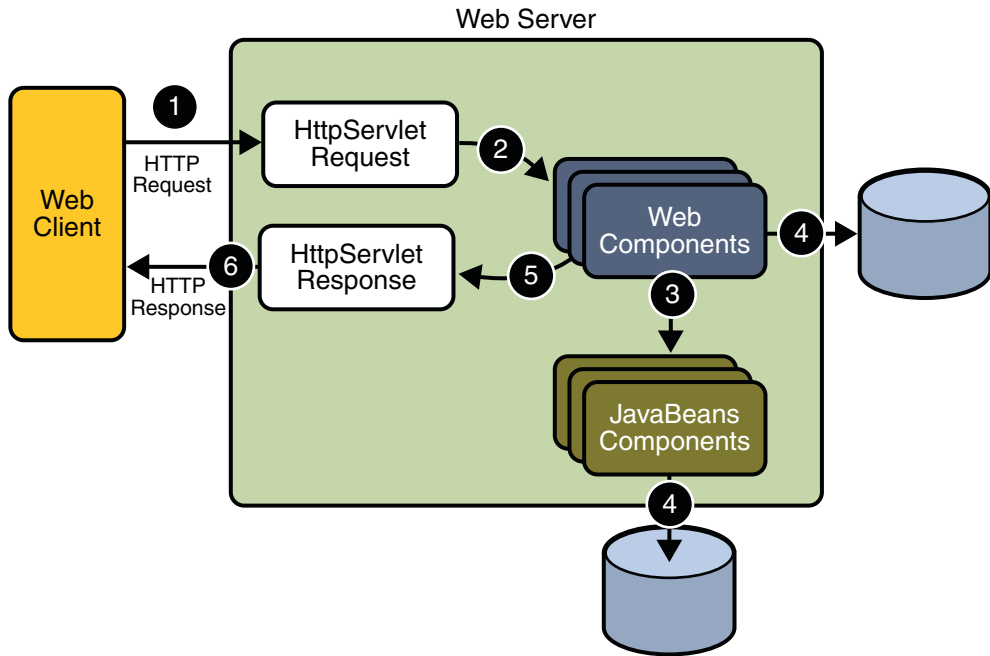 Web Server
1
HTTP
Request
Web
Client
HttpServlet
Request
2
Web
Components
4
HttpServlet
Response
5
6
HTTP
Response
3
JavaBeans
Components
4